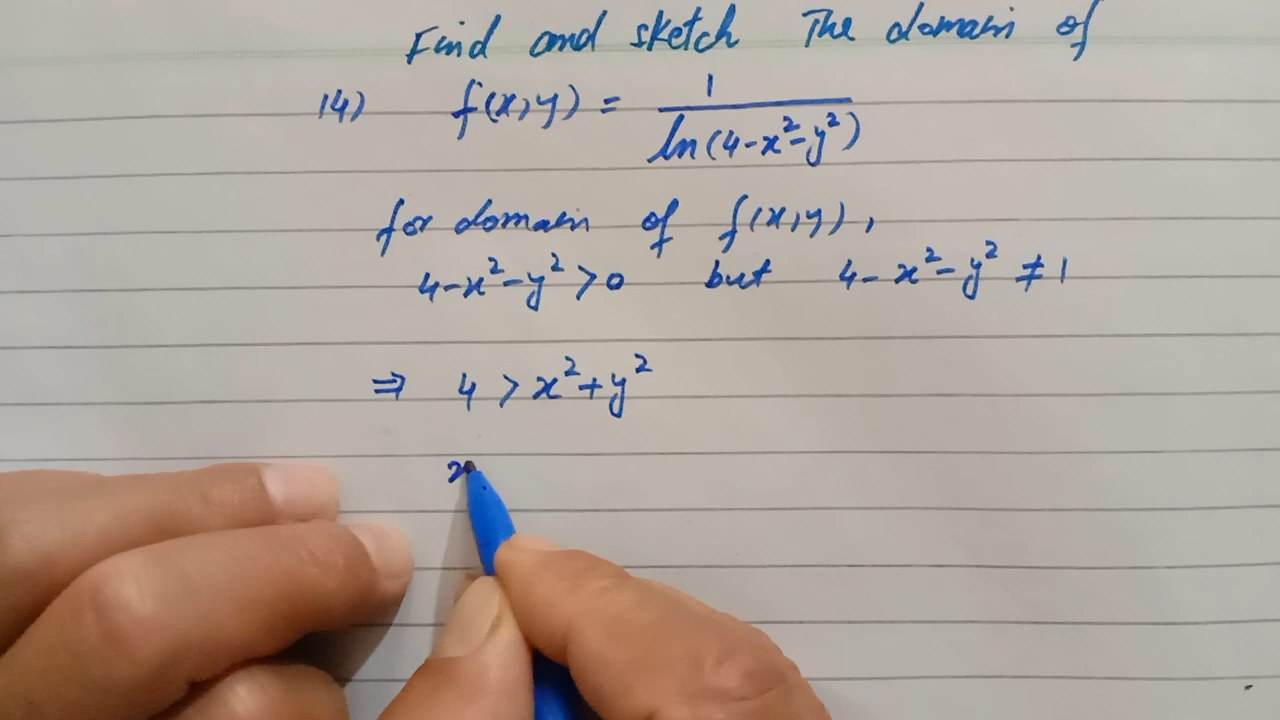 Find and sketch The domain of
14) f(x,y) = 1/ln(4-x²-y²)
for domain of f(x,y),
4-x²-y² > 0 but 4-x²-y² ≠ 1
⇒ 4 > x²+y²